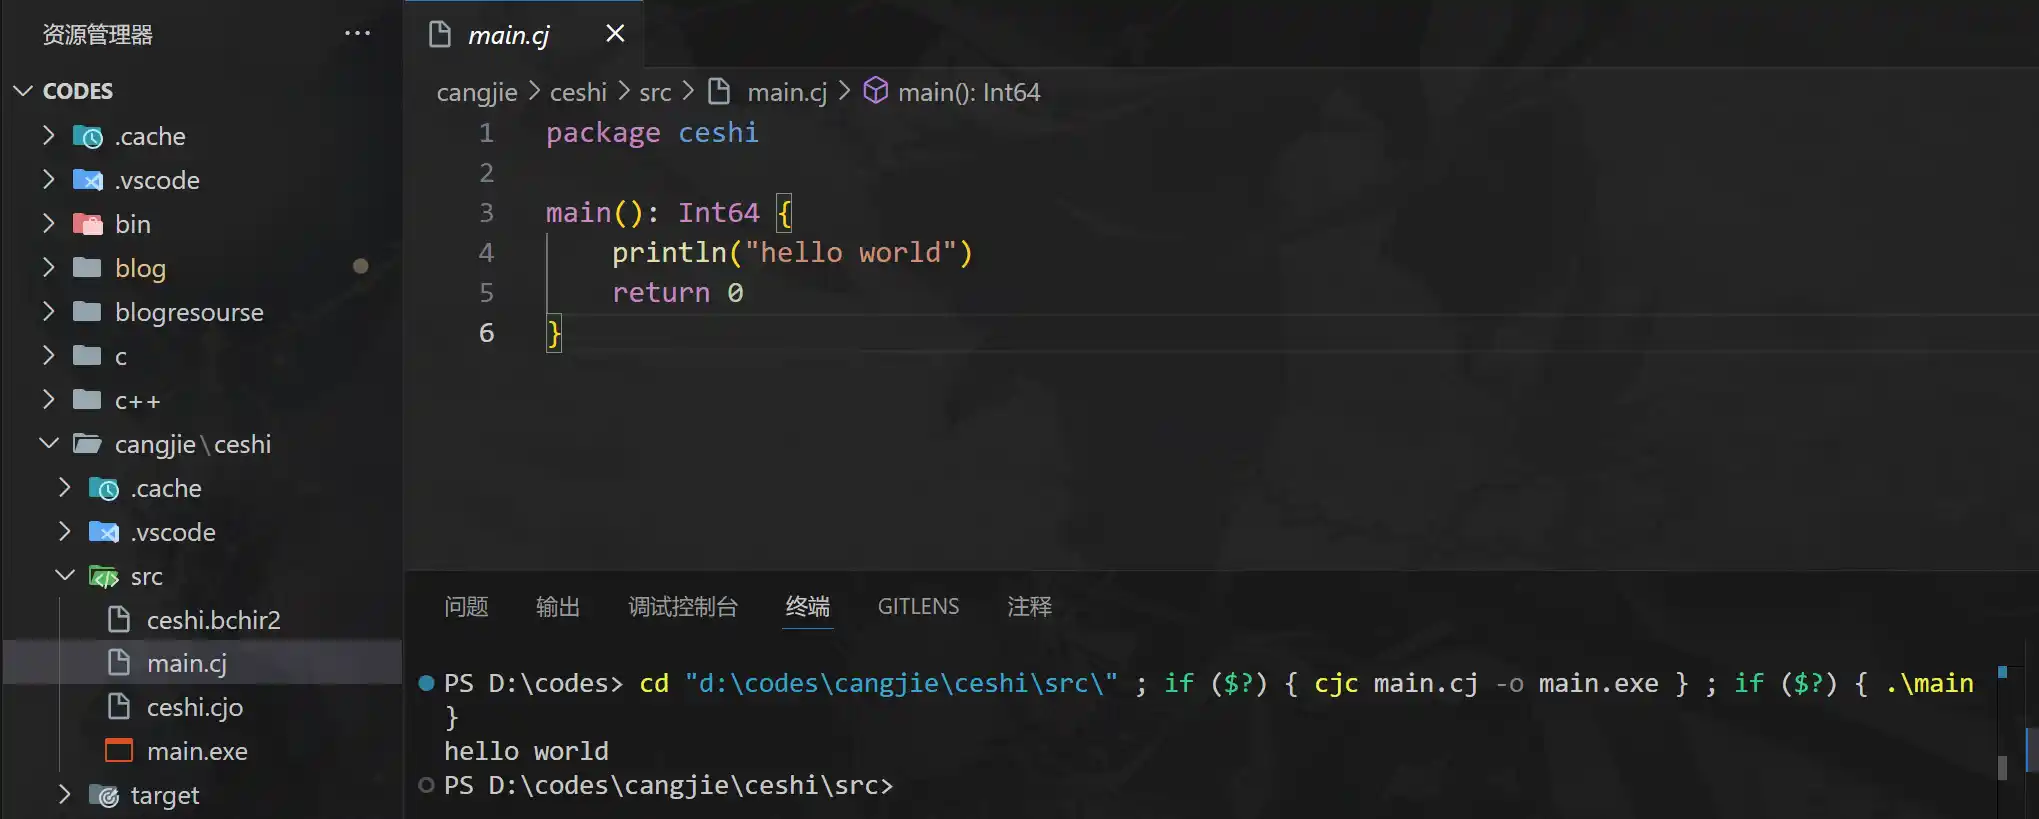 资源管理器 ···
CODES
.cache
.vscode
bin
blog
blogresourse
c
c++
cangjie\ceshi
.cache
.vscode
src
ceshi.bchir2
main.cj
ceshi.cjo
main.exe
target
main.cj
cangjie > ceshi > src > main.cj > main(): Int64
1 package ceshi
2
3 main(): Int64 {
4 println("hello world")
5 return 0
6 }
问题 输出 调试控制台 终端 GITLENS 注释
PS D:\codes> cd "d:\codes\cangjie\ceshi\src\" ; if ($?) { cjc main.cj -o main.exe } ; if ($?) { .\main
}
hello world
PS D:\codes\cangjie\ceshi\src>